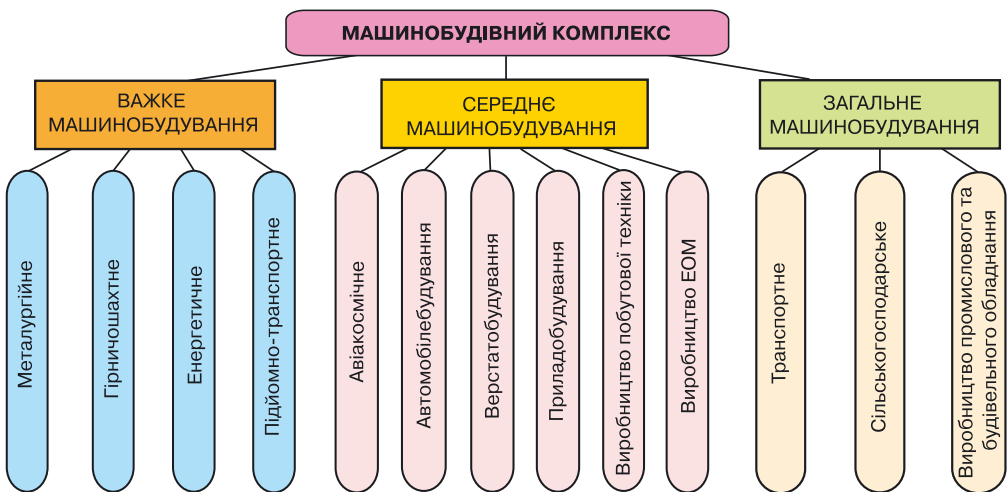 МАШИНОБУДІВНИЙ КОМПЛЕКС
ВАЖКЕ
МАШИНОБУДУВАННЯ
СЕРЕДНЄ
МАШИНОБУДУВАННЯ
ЗАГАЛЬНЕ
МАШИНОБУДУВАННЯ
Металургійне
Гірничошахтне
Енергетичне
Підйомно-транспортне
Авіакосмічне
Автомобілебудування
Верстатобудування
Приладобудування
Виробництво побутової техніки
Виробництво ЕОМ
Транспортне
Сільськогосподарське
Виробництво промислового та
будівельного обладнання